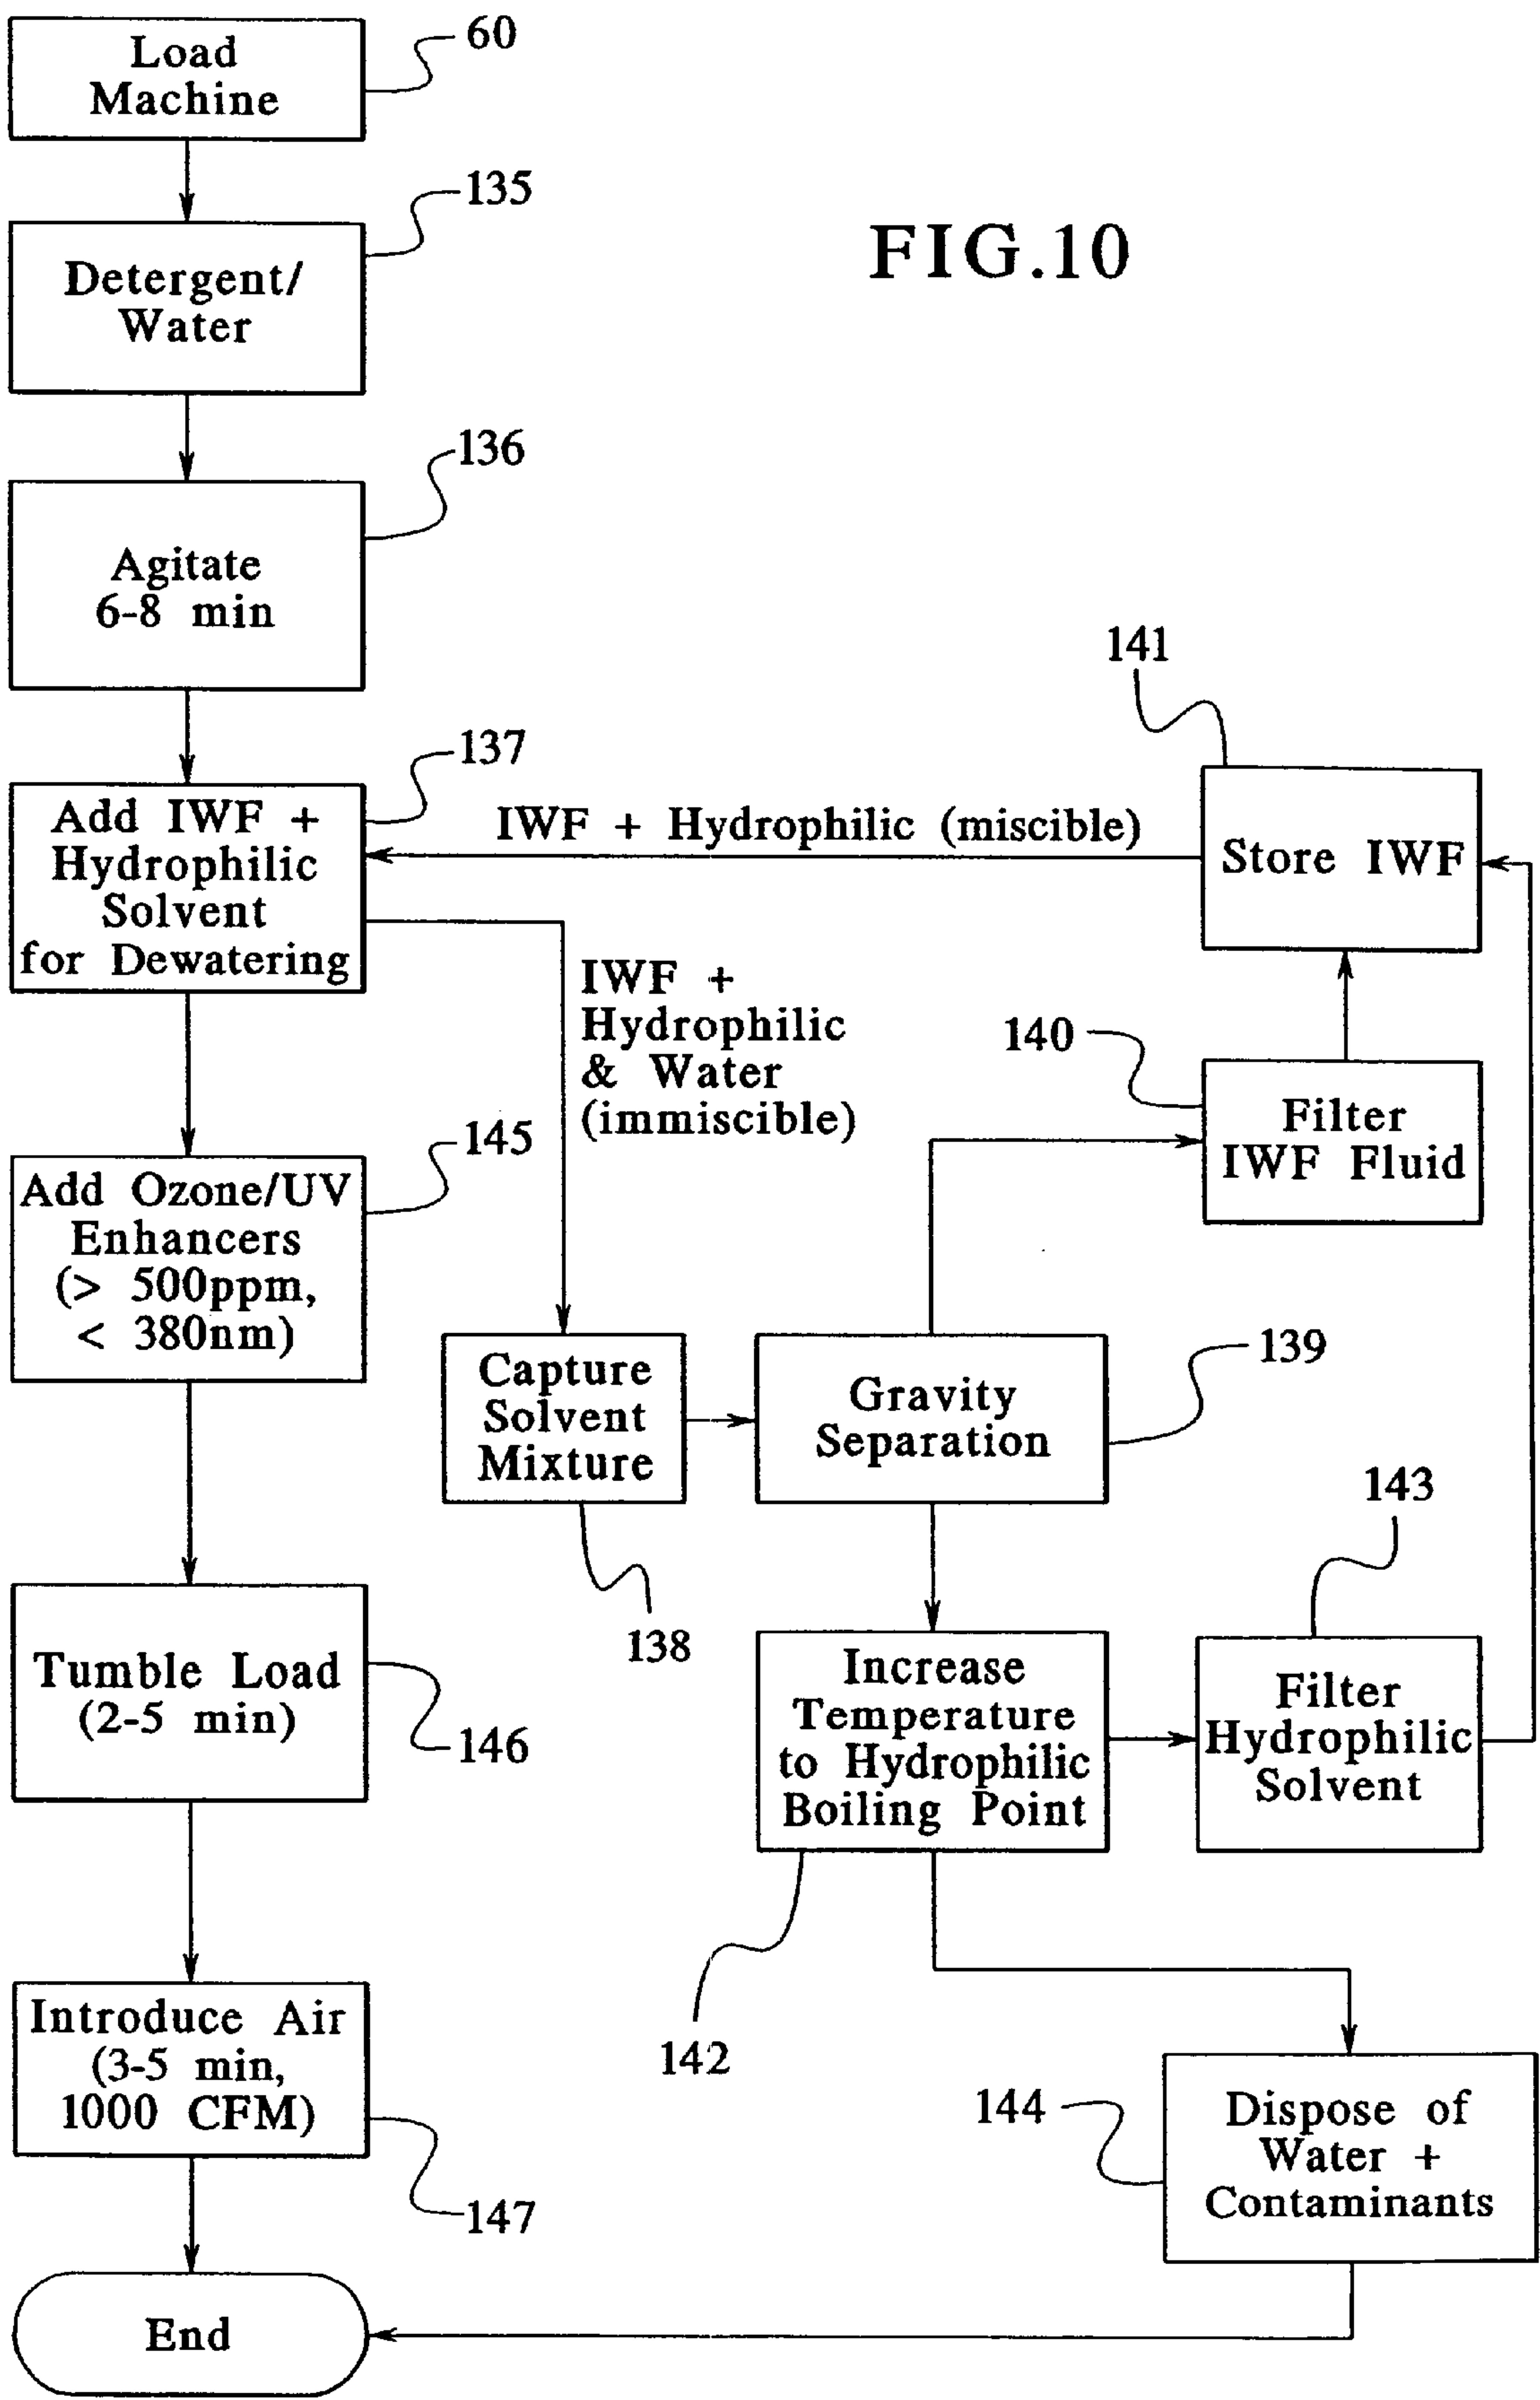 Load
Machine
60
135
Detergent/
Water
FIG.10
136
Agitate
6-8 min
137
Add IWF +
Hydrophilic
Solvent
for Dewatering
IWF + Hydrophilic (miscible)
141
Store IWF
IWF +
Hydrophilic
& Water
(immiscible)
140
Filter
IWF Fluid
145
Add Ozone/UV
Enhancers
(> 500ppm,
< 380nm)
Capture
Solvent
Mixture
138
Gravity
Separation
139
143
Tumble Load
(2-5 min)
146
Increase
Temperature
to Hydrophilic
Boiling Point
142
Filter
Hydrophilic
Solvent
Introduce Air
(3-5 min,
1000 CFM)
147
144
Dispose of
Water +
Contaminants
End